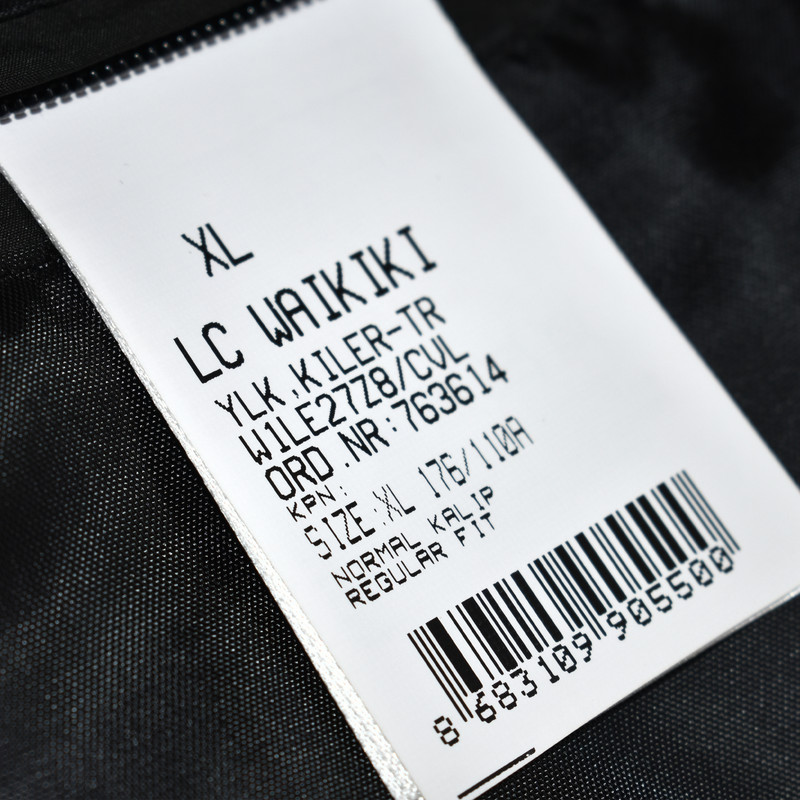 XL
LC WAIKIKI
YLK.KILER-TR
W1LE27Z8/CVL
ORD.NR:763614
KPN:
SIZE:XL 176/110A
NORMAL KALIP
REGULAR FIT
8 683109 905500